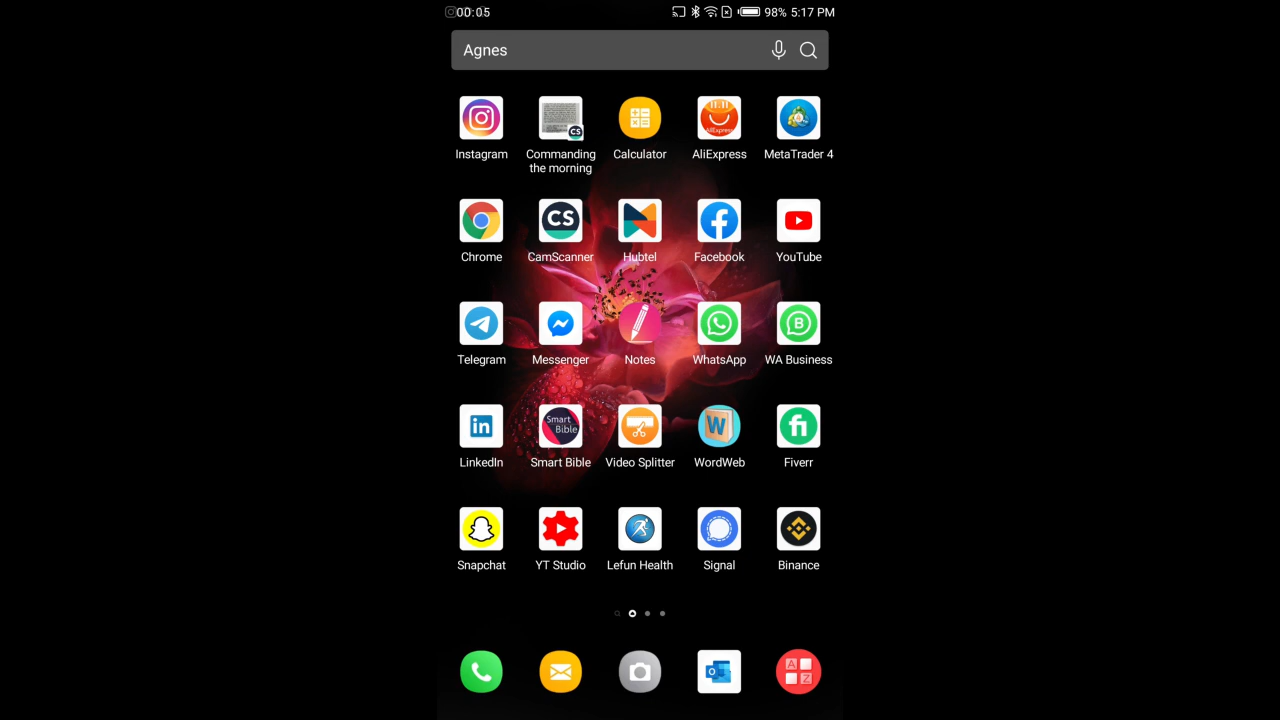 00:05 98% 5:17 PM
Agnes
Instagram Commanding the morning Calculator AliExpress MetaTrader 4
Chrome CamScanner Hubtel Facebook YouTube
Telegram Messenger Notes WhatsApp WA Business
LinkedIn Smart Bible Video Splitter WordWeb Fiverr
Snapchat YT Studio Lefun Health Signal Binance